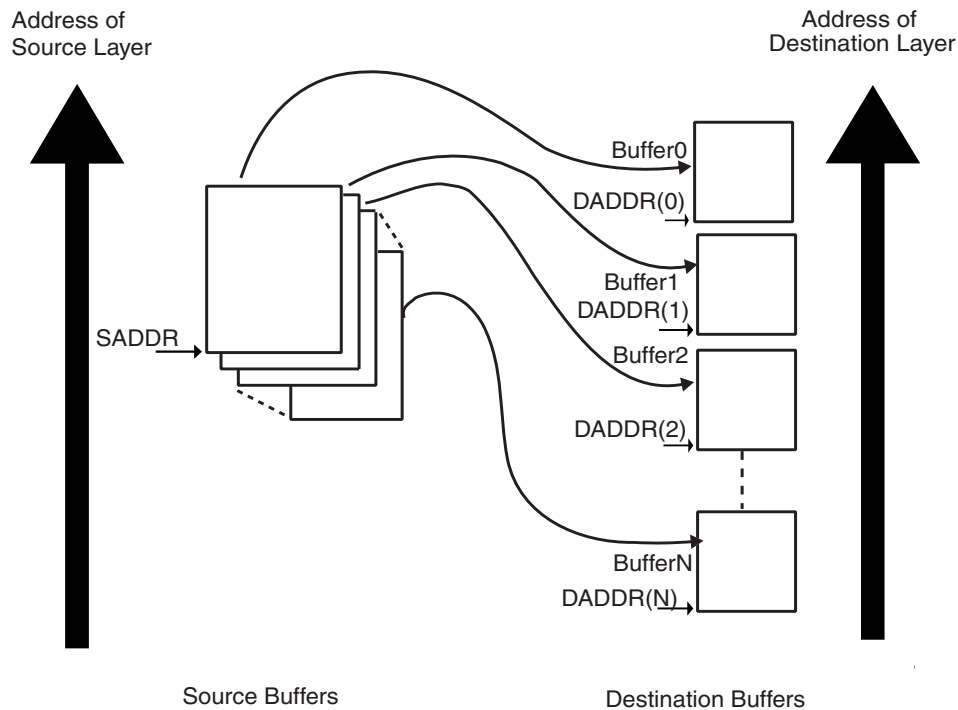 Address of
Source Layer
Address of
Destination Layer
Buffer0
DADDR(0)
Buffer1
DADDR(1)
SADDR
Buffer2
DADDR(2)
BufferN
DADDR(N)
Source Buffers
Destination Buffers